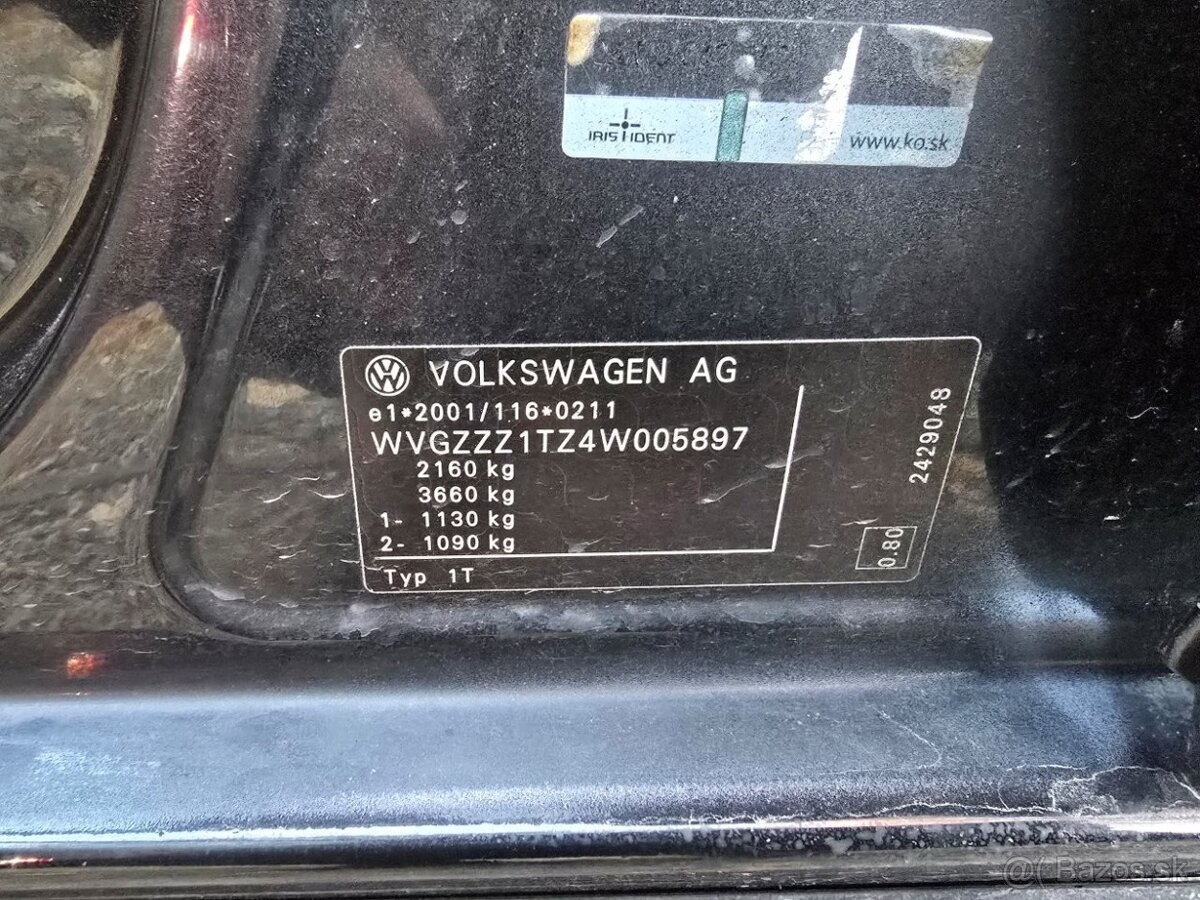 IRIS IDENT
www.ko.sk
VOLKSWAGEN AG
e1*2001/116*0211
WVGZZZ1TZ4W005897
2160 kg
3660 kg
1- 1130 kg
2- 1090 kg
Typ 1T
2429048
0.80
@( Bazos.sk